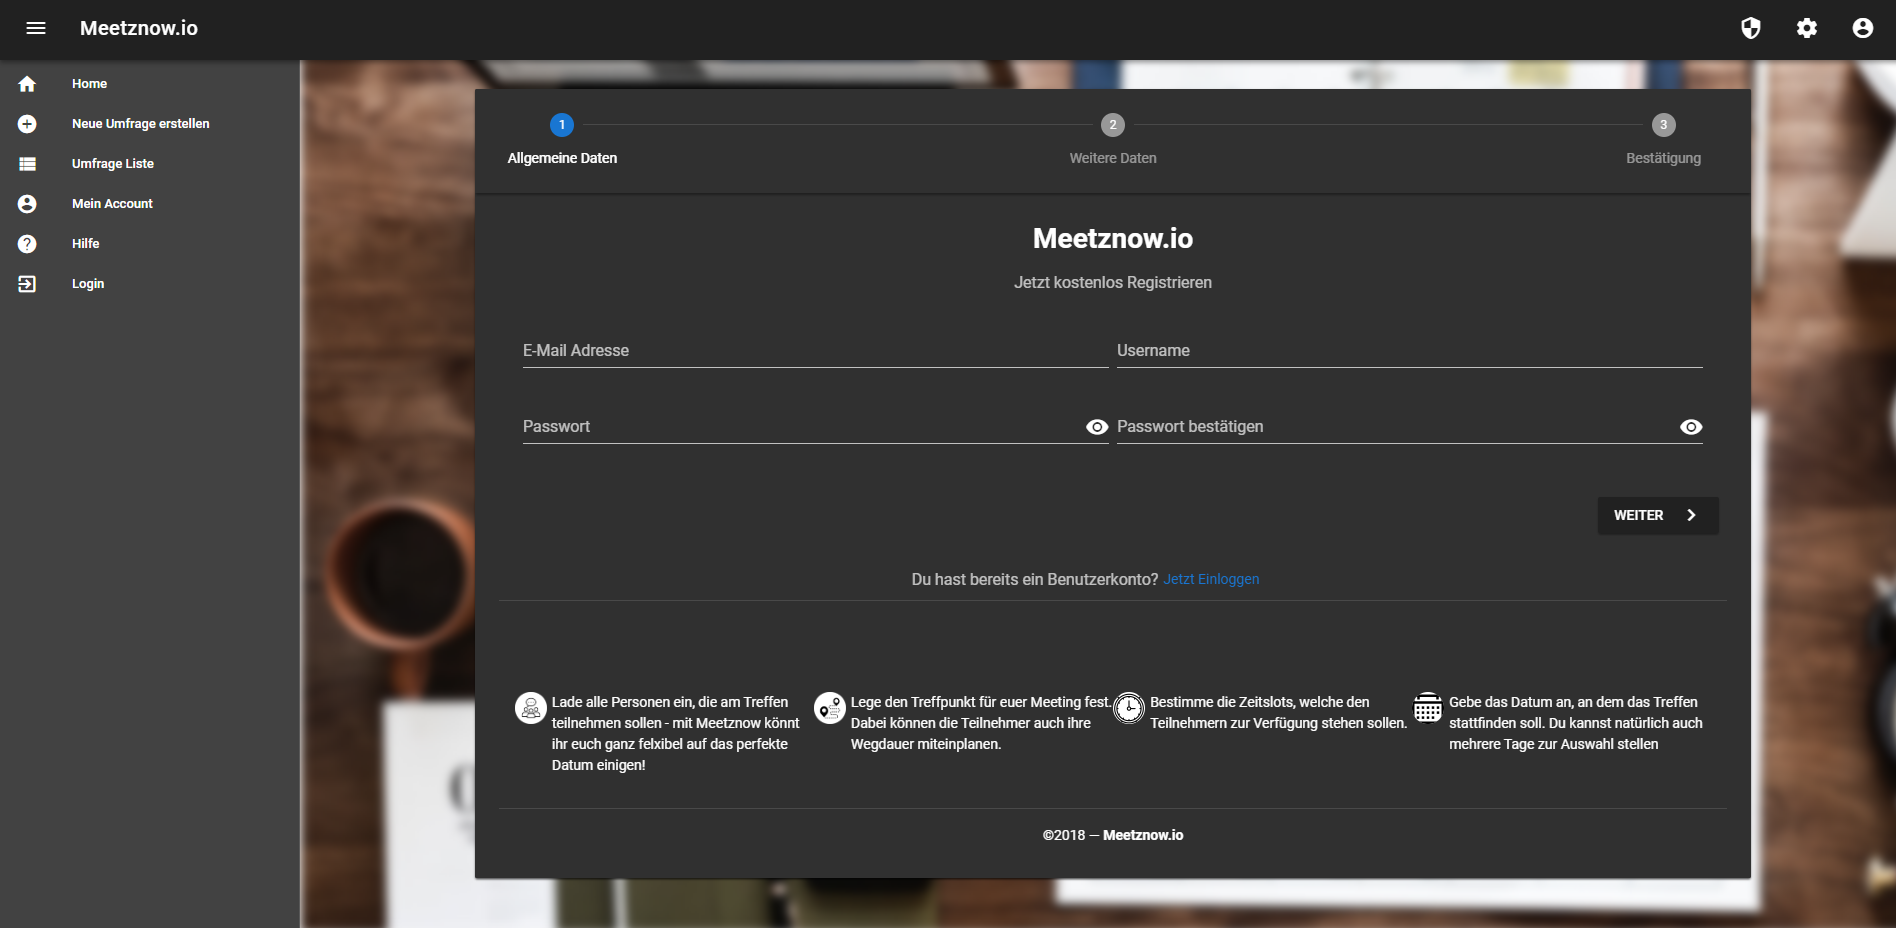 Meetznow.io
Home
Neue Umfrage erstellen
Umfrage Liste
Mein Account
Hilfe
Login
1
2
3
Allgemeine Daten
Weitere Daten
Bestätigung
Meetznow.io
Jetzt kostenlos Registrieren
E-Mail Adresse
Username
Passwort
Passwort bestätigen
WEITER
Du hast bereits ein Benutzerkonto? Jetzt Einloggen
Lade alle Personen ein, die am Treffen
teilnehmen sollen - mit Meetznow könnt
ihr euch ganz felxibel auf das perfekte
Datum einigen!
Lege den Treffpunkt für euer Meeting fest.
Dabei können die Teilnehmer auch ihre
Wegdauer miteinplanen.
Bestimme die Zeitslots, welche den
Teilnehmern zur Verfügung stehen sollen.
Gebe das Datum an, an dem das Treffen
stattfinden soll. Du kannst natürlich auch
mehrere Tage zur Auswahl stellen
©2018 — Meetznow.io